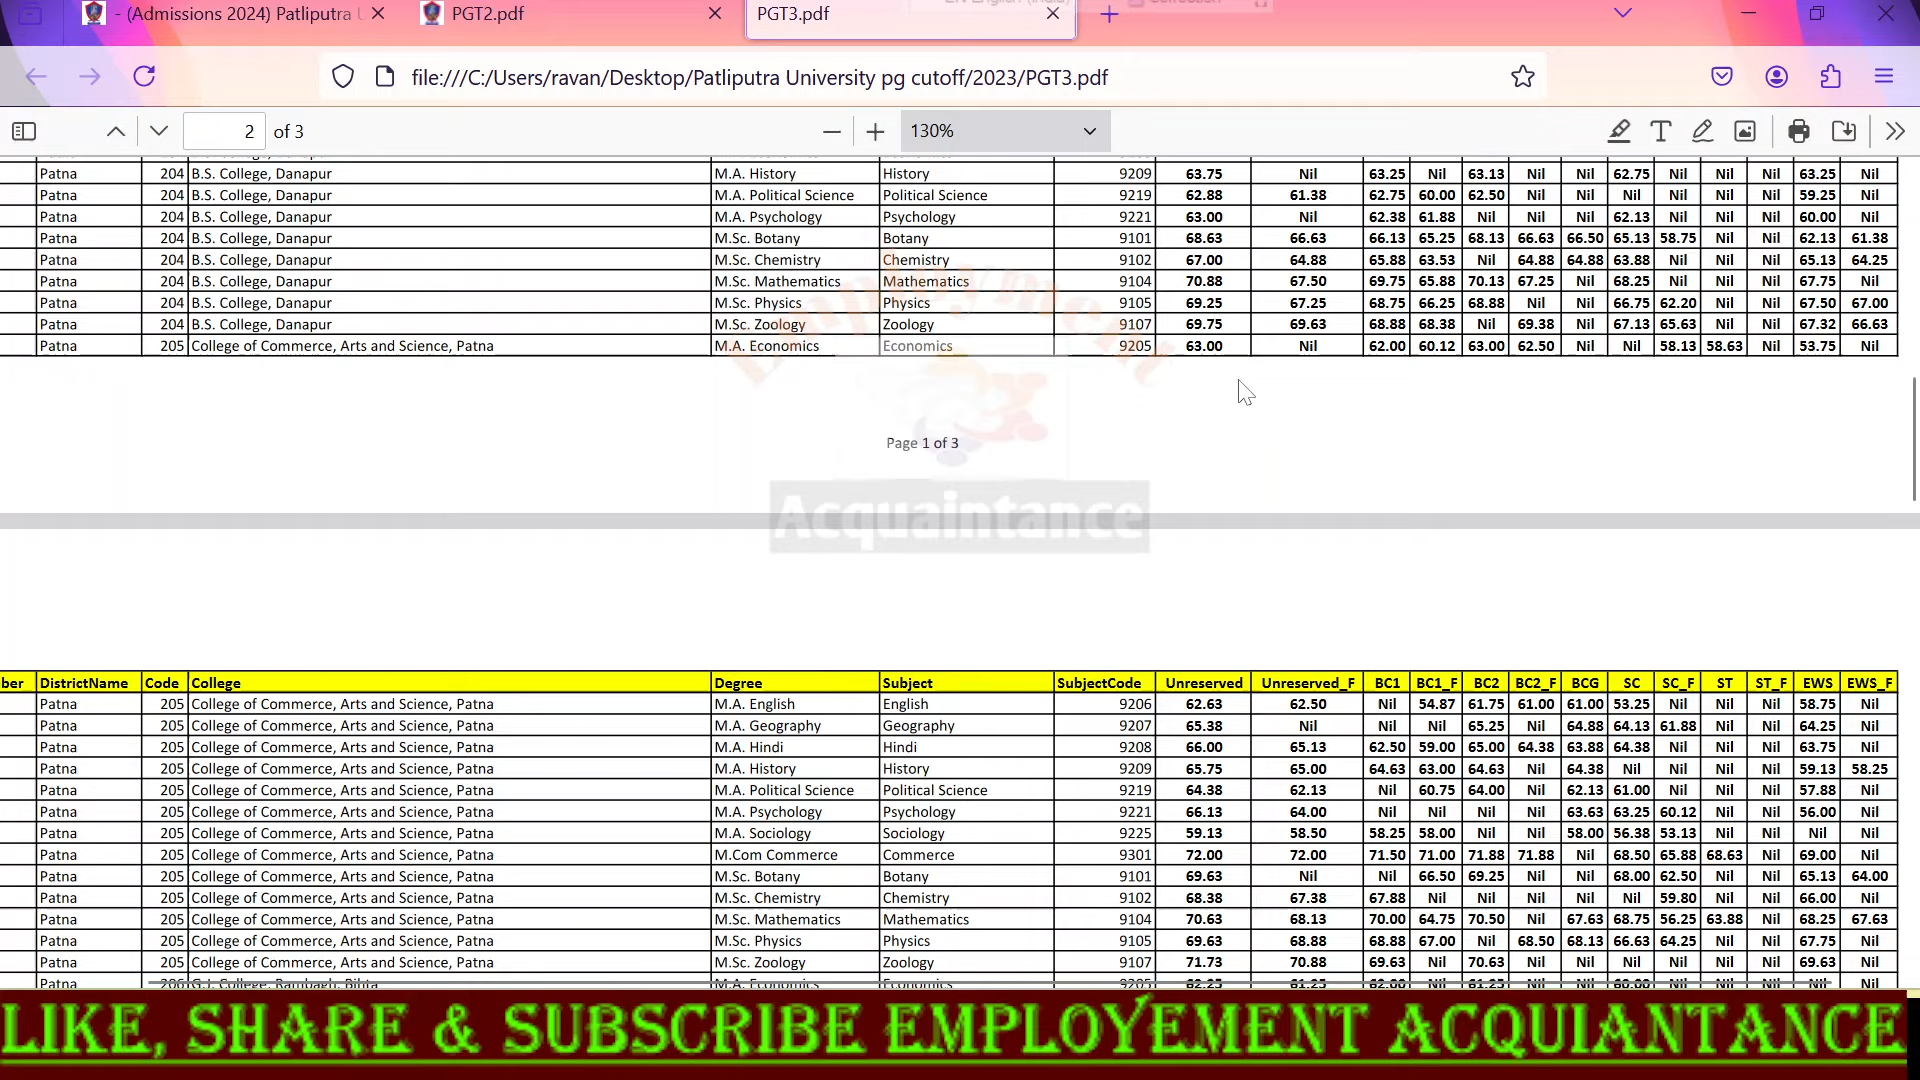 - (Admissions 2024) Patliputra U
PGT2.pdf
PGT3.pdf
file:///C:/Users/ravan/Desktop/Patliputra University pg cutoff/2023/PGT3.pdf
2 of 3
130%
Patna 204 B.S. College, Danapur M.A. History History 9209 63.75 Nil 63.25 Nil 63.13 Nil Nil 62.75 Nil Nil Nil 63.25 Nil
Patna 204 B.S. College, Danapur M.A. Political Science Political Science 9219 62.88 61.38 62.75 60.00 62.50 Nil Nil Nil Nil Nil Nil 59.25 Nil
Patna 204 B.S. College, Danapur M.A. Psychology Psychology 9221 63.00 Nil 62.38 61.88 Nil Nil Nil 62.13 Nil Nil Nil 60.00 Nil
Patna 204 B.S. College, Danapur M.Sc. Botany Botany 9101 68.63 66.63 66.13 65.25 68.13 66.63 66.50 65.13 58.75 Nil Nil 62.13 61.38
Patna 204 B.S. College, Danapur M.Sc. Chemistry Chemistry 9102 67.00 64.88 65.88 63.53 Nil 64.88 64.88 63.88 Nil Nil Nil 65.13 64.25
Patna 204 B.S. College, Danapur M.Sc. Mathematics Mathematics 9104 70.88 67.50 69.75 65.88 70.13 67.25 Nil 68.25 Nil Nil Nil 67.75 Nil
Patna 204 B.S. College, Danapur M.Sc. Physics Physics 9105 69.25 67.25 68.75 66.25 68.88 Nil Nil 66.75 62.20 Nil Nil 67.50 67.00
Patna 204 B.S. College, Danapur M.Sc. Zoology Zoology 9107 69.75 69.63 68.88 68.38 Nil 69.38 Nil 67.13 65.63 Nil Nil 67.32 66.63
Patna 205 College of Commerce, Arts and Science, Patna M.A. Economics Economics 9205 63.00 Nil 62.00 60.12 63.00 62.50 Nil Nil 58.13 58.63 Nil 53.75 Nil
Employment
Page 1 of 3
Acquaintance
ber DistrictName Code College Degree Subject SubjectCode Unreserved Unreserved_F BC1 BC1_F BC2 BC2_F BCG SC SC_F ST ST_F EWS EWS_F
Patna 205 College of Commerce, Arts and Science, Patna M.A. English English 9206 62.63 62.50 Nil 54.87 61.75 61.00 61.00 53.25 Nil Nil Nil 58.75 Nil
Patna 205 College of Commerce, Arts and Science, Patna M.A. Geography Geography 9207 65.38 Nil Nil Nil 65.25 Nil 64.88 64.13 61.88 Nil Nil 64.25 Nil
Patna 205 College of Commerce, Arts and Science, Patna M.A. Hindi Hindi 9208 66.00 65.13 62.50 59.00 65.00 64.38 63.88 64.38 Nil Nil Nil 63.75 Nil
Patna 205 College of Commerce, Arts and Science, Patna M.A. History History 9209 65.75 65.00 64.63 63.00 64.63 Nil 64.38 Nil Nil Nil Nil 59.13 58.25
Patna 205 College of Commerce, Arts and Science, Patna M.A. Political Science Political Science 9219 64.38 62.13 Nil 60.75 64.00 Nil 62.13 61.00 Nil Nil Nil 57.88 Nil
Patna 205 College of Commerce, Arts and Science, Patna M.A. Psychology Psychology 9221 66.13 64.00 Nil Nil Nil Nil 63.63 63.25 60.12 Nil Nil 56.00 Nil
Patna 205 College of Commerce, Arts and Science, Patna M.A. Sociology Sociology 9225 59.13 58.50 58.25 58.00 Nil Nil 58.00 56.38 53.13 Nil Nil Nil Nil
Patna 205 College of Commerce, Arts and Science, Patna M.Com Commerce Commerce 9301 72.00 72.00 71.50 71.00 71.88 71.88 Nil 68.50 65.88 68.63 Nil 69.00 Nil
Patna 205 College of Commerce, Arts and Science, Patna M.Sc. Botany Botany 9101 69.63 Nil Nil 66.50 69.25 Nil Nil 68.00 62.50 Nil Nil 65.13 64.00
Patna 205 College of Commerce, Arts and Science, Patna M.Sc. Chemistry Chemistry 9102 68.38 67.38 67.88 Nil Nil Nil Nil Nil 59.80 Nil Nil 66.00 Nil
Patna 205 College of Commerce, Arts and Science, Patna M.Sc. Mathematics Mathematics 9104 70.63 68.13 70.00 64.75 70.50 Nil 67.63 68.75 56.25 63.88 Nil 68.25 67.63
Patna 205 College of Commerce, Arts and Science, Patna M.Sc. Physics Physics 9105 69.63 68.88 68.88 67.00 Nil 68.50 68.13 66.63 64.25 Nil Nil 67.75 Nil
Patna 205 College of Commerce, Arts and Science, Patna M.Sc. Zoology Zoology 9107 71.73 70.88 69.63 Nil 70.63 Nil Nil Nil Nil Nil Nil 69.63 Nil
Patna 206 G.J. College, Rambagh, Bihta M.A. Economics Economics 9205 62.25 61.25 62.00 Nil 61.25 Nil Nil 60.00 Nil Nil Nil Nil Nil
LIKE, SHARE & SUBSCRIBE EMPLOYEMENT ACQUIANTANCE